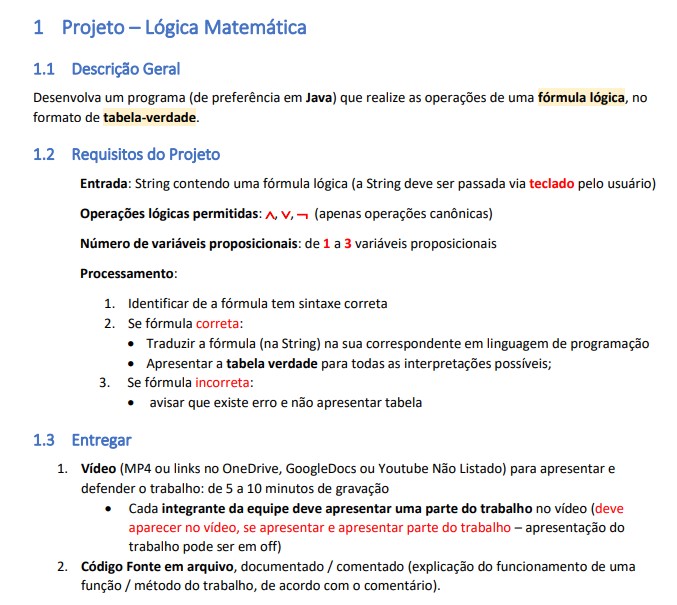 1 Projeto – Lógica Matemática
1.1 Descrição Geral
Desenvolva um programa (de preferência em Java) que realize as operações de uma fórmula lógica, no
formato de tabela-verdade.
1.2 Requisitos do Projeto
Entrada: String contendo uma fórmula lógica (a String deve ser passada via teclado pelo usuário)
Operações lógicas permitidas: ∧, ∨, ¬ (apenas operações canônicas)
Número de variáveis proposicionais: de 1 a 3 variáveis proposicionais
Processamento:
1. Identificar de a fórmula tem sintaxe correta
2. Se fórmula correta:
• Traduzir a fórmula (na String) na sua correspondente em linguagem de programação
• Apresentar a tabela verdade para todas as interpretações possíveis;
3. Se fórmula incorreta:
• avisar que existe erro e não apresentar tabela
1.3 Entregar
1. Vídeo (MP4 ou links no OneDrive, GoogleDocs ou Youtube Não Listado) para apresentar e
defender o trabalho: de 5 a 10 minutos de gravação
• Cada integrante da equipe deve apresentar uma parte do trabalho no vídeo (deve
aparecer no vídeo, se apresentar e apresentar parte do trabalho – apresentação do
trabalho pode ser em off)
2. Código Fonte em arquivo, documentado / comentado (explicação do funcionamento de uma
função / método do trabalho, de acordo com o comentário).